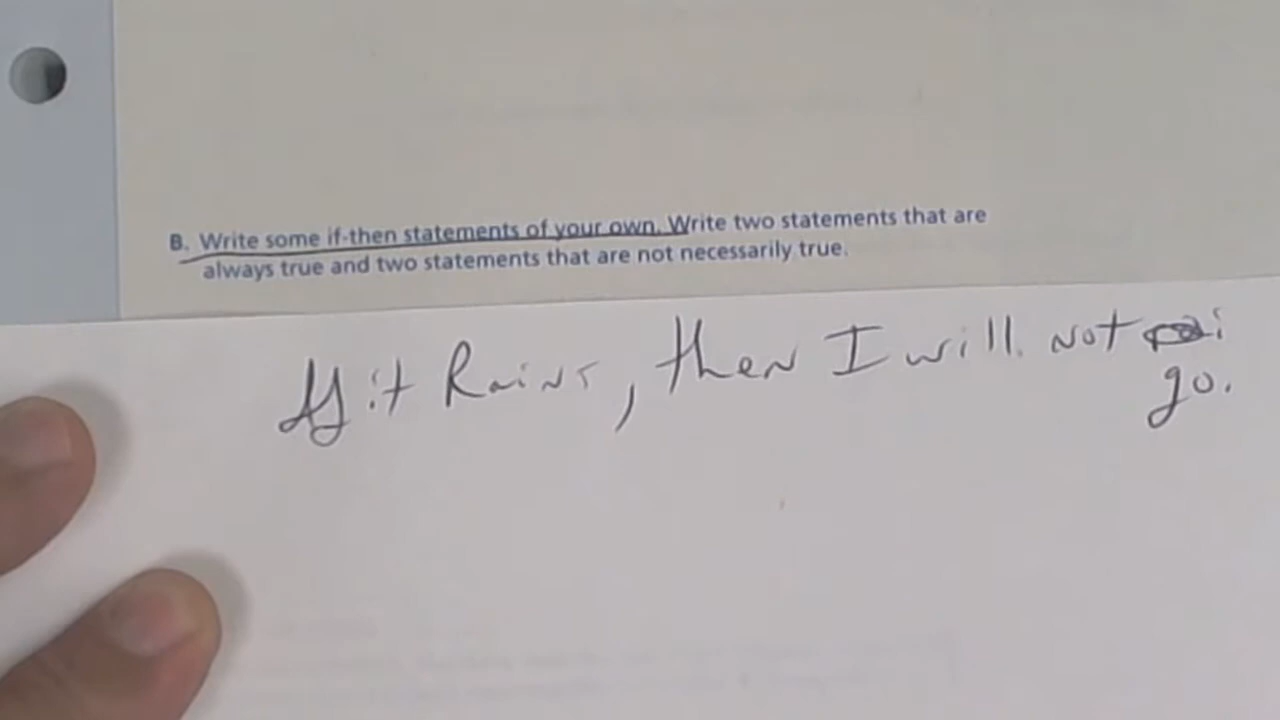 B. Write some if-then statements of your own. Write two statements that are
always true and two statements that are not necessarily true.
If it Rains, then I will not
go.